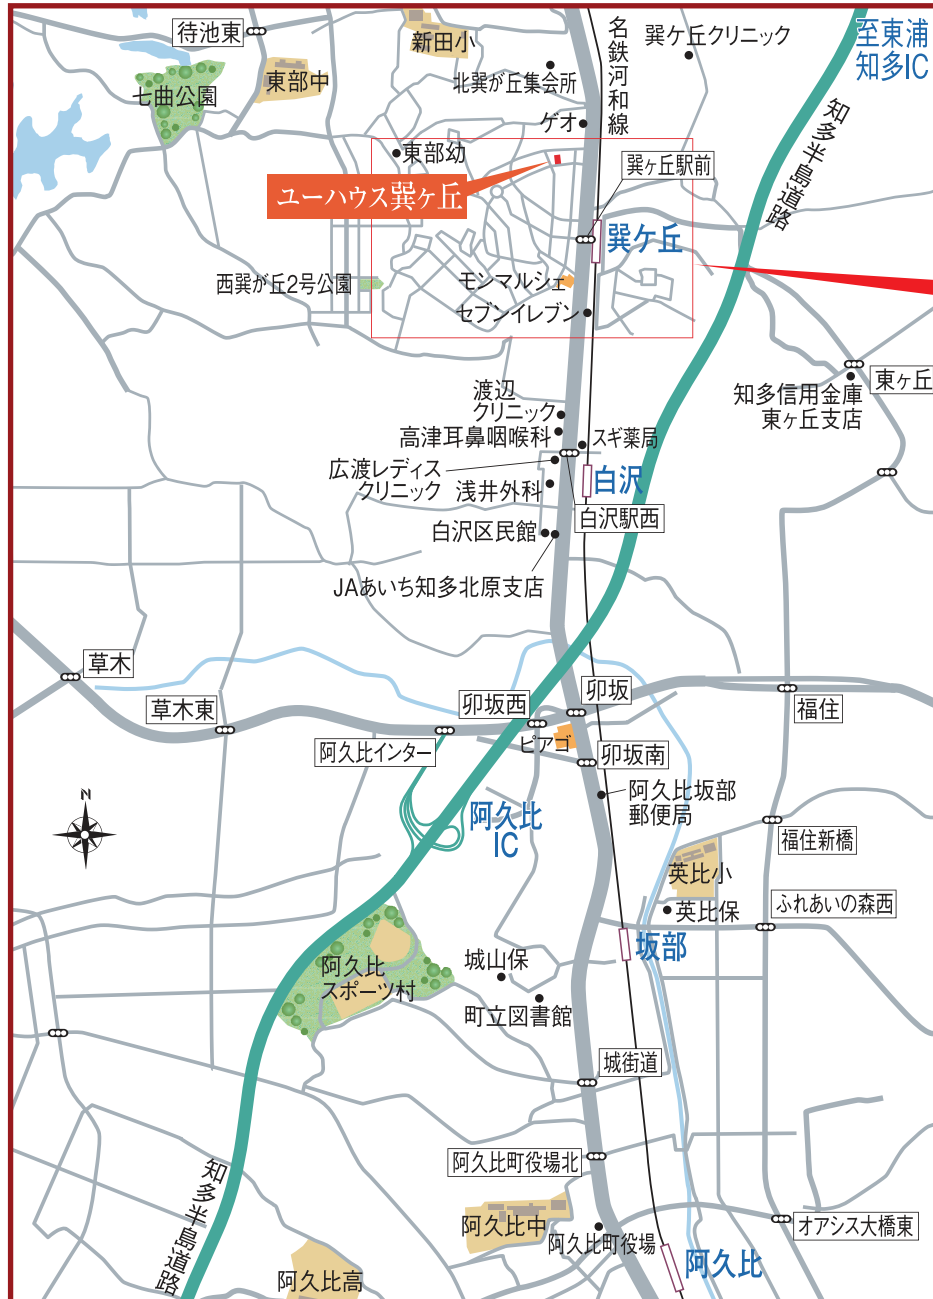 待池東
新田小
名鉄河和線
巽ケ丘クリニック
至東浦
知多IC
東部中
七曲公園
北巽が丘集会所
知多半島道路
ゲオ
東部幼
巽ヶ丘駅前
ユーハウス巽ヶ丘
巽ケ丘
西巽が丘2号公園
モンマルシェ
セブンイレブン
東ヶ丘
知多信用金庫
東ヶ丘支店
渡辺
クリニック
高津耳鼻咽喉科
スギ薬局
広渡レディス
クリニック
浅井外科
白沢
白沢区民館
白沢駅西
JAあいち知多北原支店
草木
草木東
卯坂西
卯坂
福住
阿久比インター
ピアゴ
卯坂南
N
阿久比
IC
阿久比坂部
郵便局
福住新橋
英比小
英比保
ふれあいの森西
坂部
阿久比
スポーツ村
城山保
町立図書館
城街道
阿久比町役場北
知多半島道路
阿久比中
阿久比町役場
オアシス大橋東
阿久比
阿久比高